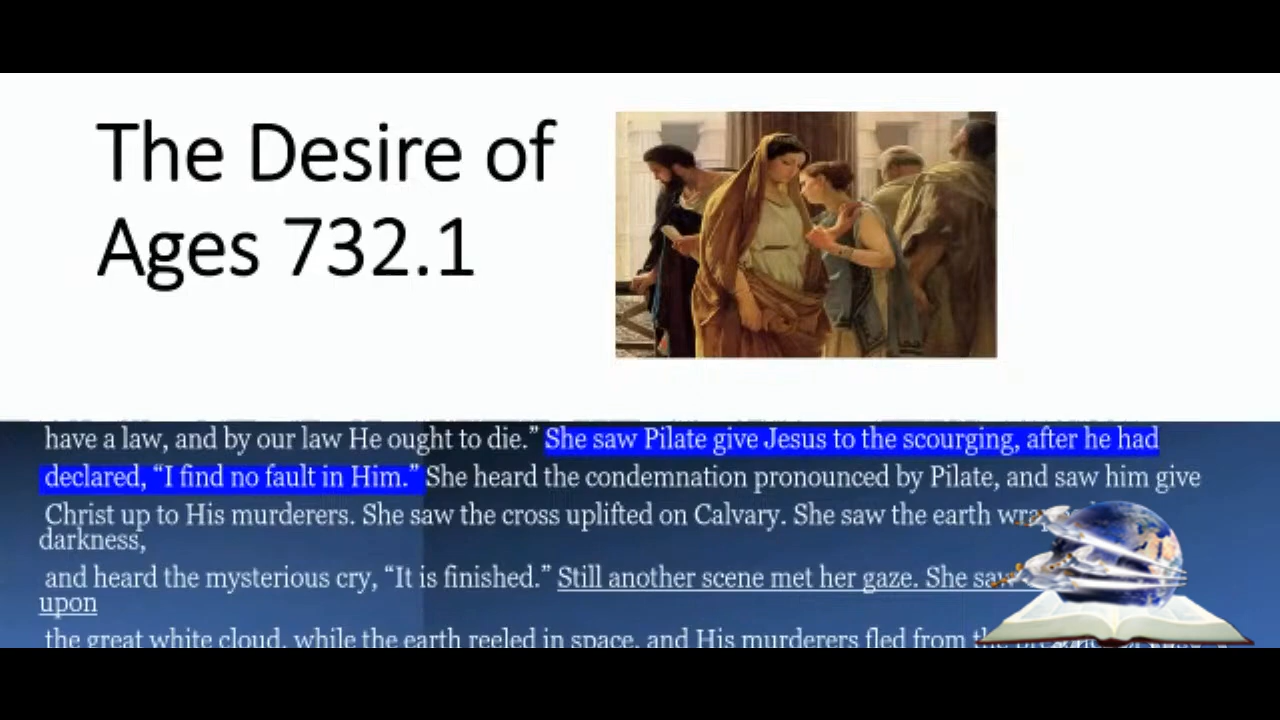 The Desire of
Ages 732.1
have a law, and by our law He ought to die.” She saw Pilate give Jesus to the scourging, after he had
declared, “I find no fault in Him.” She heard the condemnation pronounced by Pilate, and saw him give
Christ up to His murderers. She saw the cross uplifted on Calvary. She saw the earth
darkness,
and heard the mysterious cry, “It is finished.” Still another scene met her gaze. She saw
upon
the great white cloud, while the earth reeled in space, and His murderers fled from the